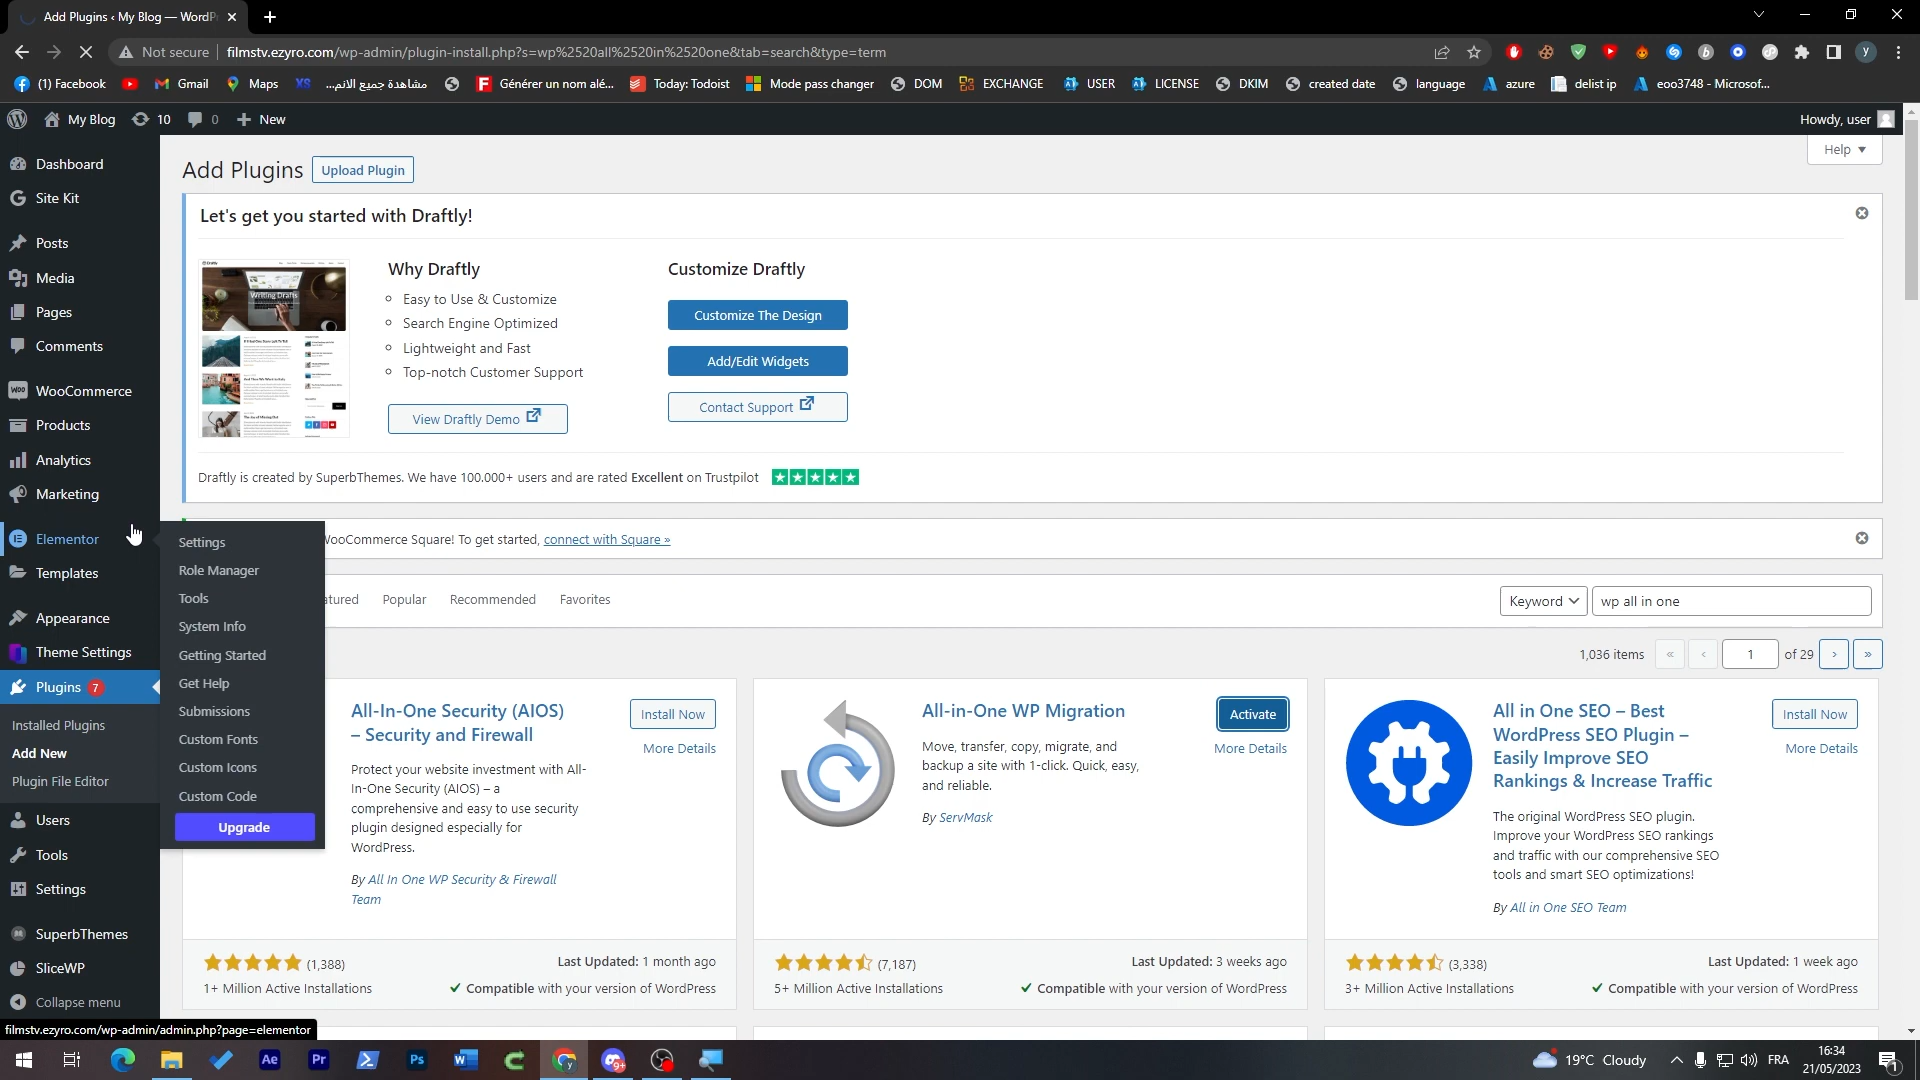 Add Plugins ‹ My Blog — WordPr
Not secure
filmstv.ezyro.com/wp-admin/plugin-install.php?s=wp%2520all%2520in%2520one&tab=search&type=term
(1) Facebook
Gmail
Maps
مشاهدة جميع الانم...
Générer un nom alé...
Today: Todoist
Mode pass changer
DOM
EXCHANGE
USER
LICENSE
DKIM
created date
language
azure
delist ip
eoo3748 - Microsof...
My Blog
10
0
New
Howdy, user
Dashboard
Site Kit
Posts
Media
Pages
Comments
WooCommerce
Products
Analytics
Marketing
Elementor
Templates
Appearance
Theme Settings
Plugins 7
Installed Plugins
Add New
Plugin File Editor
Users
Tools
Settings
SuperbThemes
SliceWP
Collapse menu
Settings
Role Manager
Tools
System Info
Getting Started
Get Help
Submissions
Custom Fonts
Custom Icons
Custom Code
Upgrade
Help
Add Plugins
Upload Plugin
Let's get you started with Draftly!
Writing Drafts
Why Draftly
Easy to Use & Customize
Search Engine Optimized
Lightweight and Fast
Top-notch Customer Support
View Draftly Demo
Customize Draftly
Customize The Design
Add/Edit Widgets
Contact Support
Draftly is created by SuperbThemes. We have 100.000+ users and are rated Excellent on Trustpilot
WooCommerce Square! To get started, connect with Square »
atured
Popular
Recommended
Favorites
Keyword
wp all in one
1,036 items
«
‹
1
of 29
›
»
All-In-One Security (AIOS)
– Security and Firewall
Install Now
More Details
Protect your website investment with All-
In-One Security (AIOS) – a
comprehensive and easy to use security
plugin designed especially for
WordPress.
By All In One WP Security & Firewall
Team
(1,388)
1+ Million Active Installations
Last Updated: 1 month ago
Compatible with your version of WordPress
All-in-One WP Migration
Activate
More Details
Move, transfer, copy, migrate, and
backup a site with 1-click. Quick, easy,
and reliable.
By ServMask
(7,187)
5+ Million Active Installations
Last Updated: 3 weeks ago
Compatible with your version of WordPress
All in One SEO – Best
WordPress SEO Plugin –
Easily Improve SEO
Rankings & Increase Traffic
Install Now
More Details
The original WordPress SEO plugin.
Improve your WordPress SEO rankings
and traffic with our comprehensive SEO
tools and smart SEO optimizations!
By All in One SEO Team
(3,338)
3+ Million Active Installations
Last Updated: 1 week ago
Compatible with your version of WordPress
filmstv.ezyro.com/wp-admin/admin.php?page=elementor
19°C Cloudy
FRA
16:34
21/05/2023